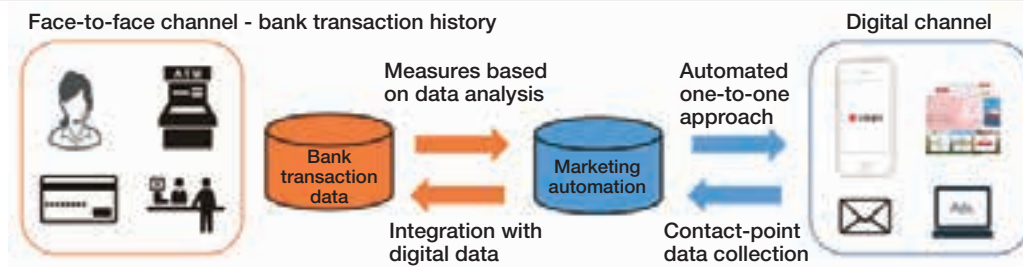 Face-to-face channel - bank transaction history
Digital channel
ATM
Measures based
on data analysis
Automated
one-to-one
approach
Bank
transaction
data
Marketing
automation
Integration with
digital data
Contact-point
data collection
Ads